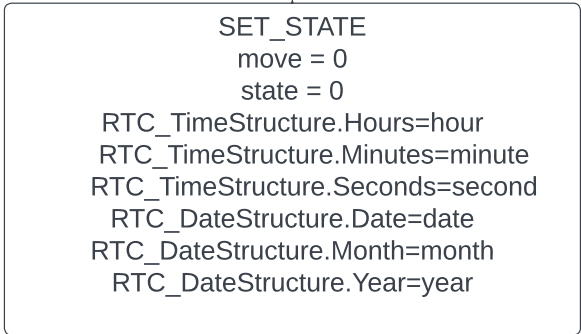 SET_STATE
move = 0
state = 0
RTC_TimeStructure.Hours=hour
RTC_TimeStructure.Minutes=minute
RTC_TimeStructure.Seconds=second
RTC_DateStructure.Date=date
RTC_DateStructure.Month=month
RTC_DateStructure.Year=year